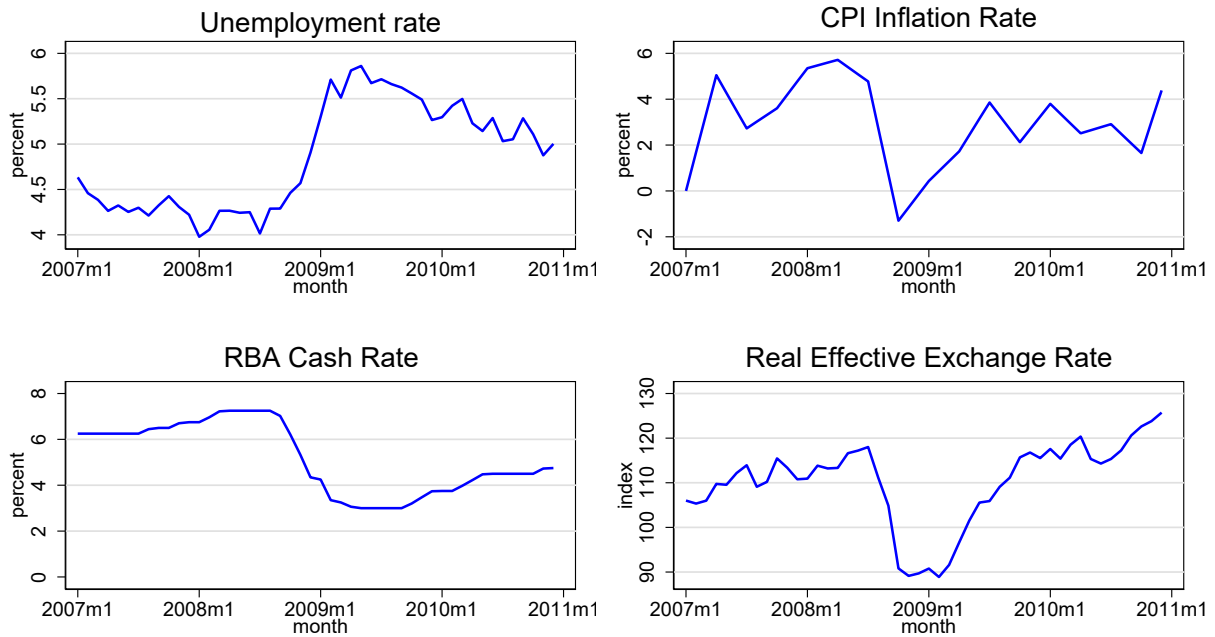 Unemployment rate
percent
6
5.5
5
4.5
4
2007m1 2008m1 2009m1 2010m1 2011m1
month
CPI Inflation Rate
percent
6
4
2
0
-2
2007m1 2008m1 2009m1 2010m1 2011m1
month
RBA Cash Rate
percent
8
6
4
2
0
2007m1 2008m1 2009m1 2010m1 2011m1
month
Real Effective Exchange Rate
index
130
120
110
100
90
2007m1 2008m1 2009m1 2010m1 2011m1
month